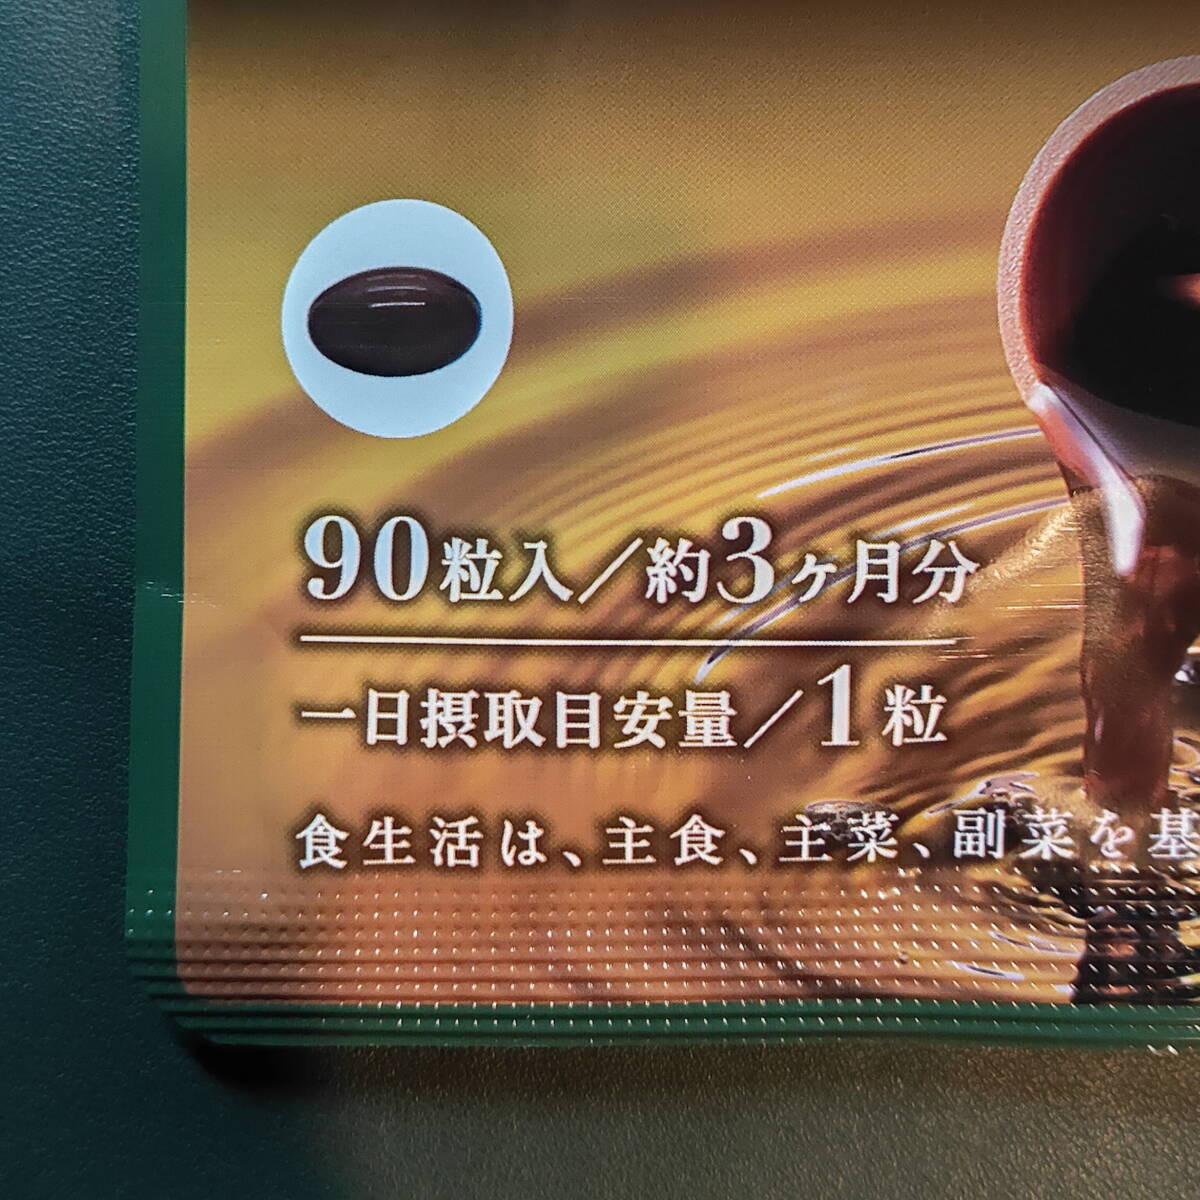 90粒入／約3ヶ月分
一日摂取目安量／1粒
食生活は、主食、主菜、副菜を基